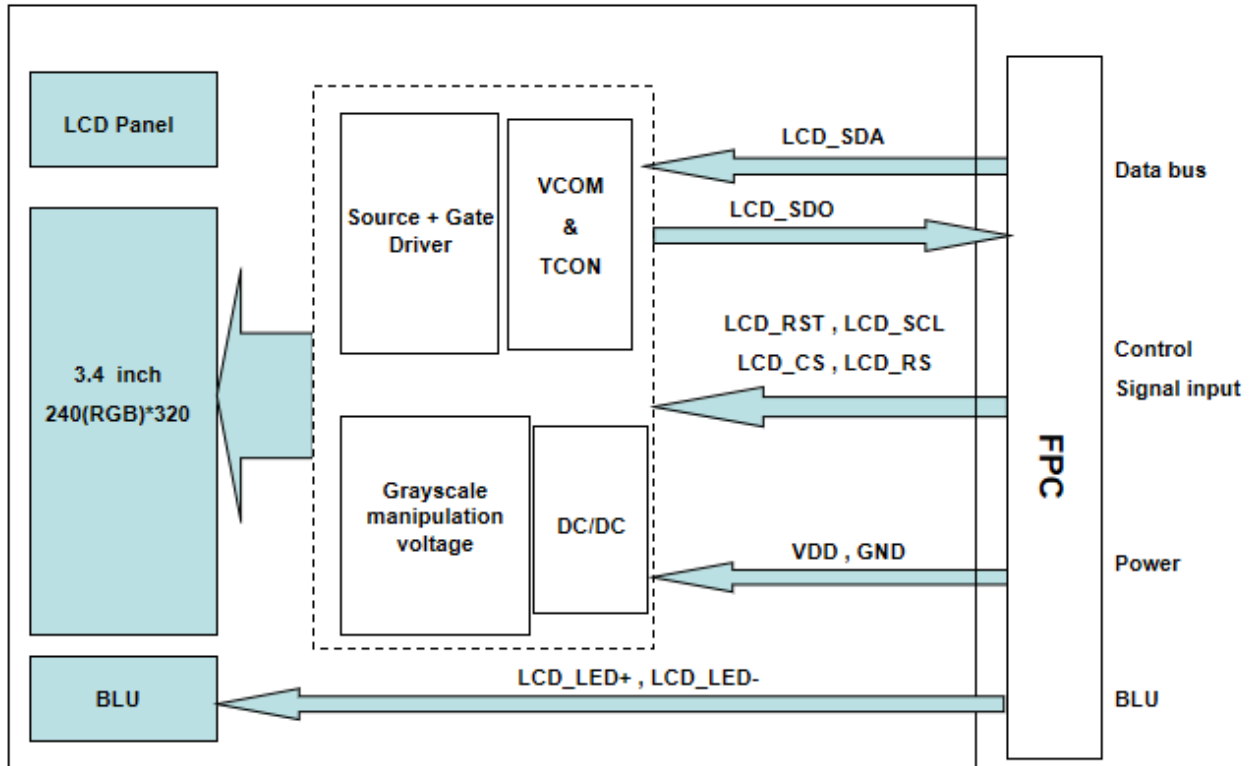 LCD Panel
3.4 inch
240(RGB)*320
BLU
Source + Gate
Driver
VCOM
&
TCON
Grayscale
manipulation
voltage
DC/DC
LCD_SDA
LCD_SDO
LCD_RST , LCD_SCL
LCD_CS , LCD_RS
VDD , GND
LCD_LED+ , LCD_LED-
FPC
Data bus
Control
Signal input
Power
BLU